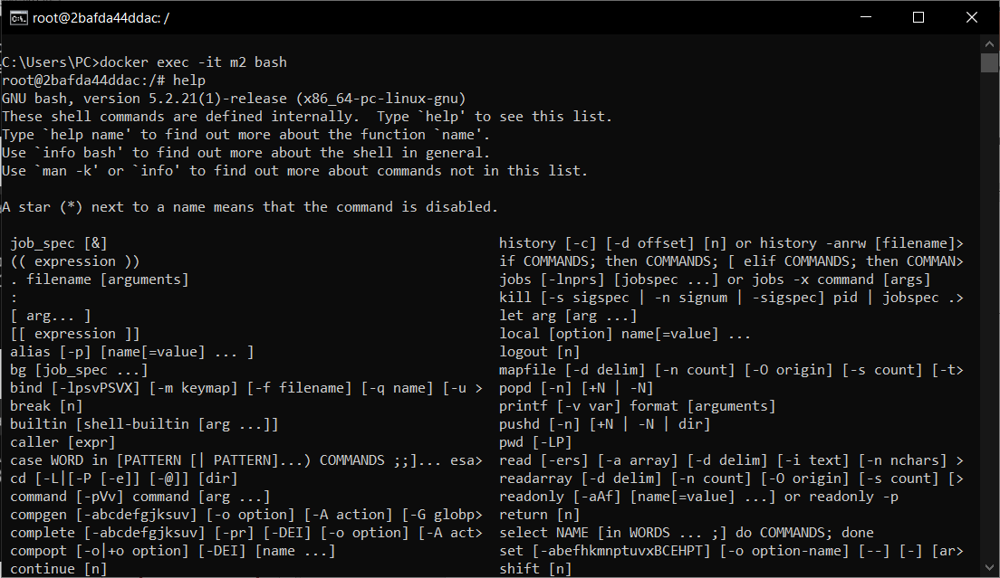 root@2bafda44ddac: /
C:\Users\PC>docker exec -it m2 bash
root@2bafda44ddac:/# help
GNU bash, version 5.2.21(1)-release (x86_64-pc-linux-gnu)
These shell commands are defined internally.  Type `help' to see this list.
Type `help name' to find out more about the function `name'.
Use `info bash' to find out more about the shell in general.
Use `man -k' or `info' to find out more about commands not in this list.
A star (*) next to a name means that the command is disabled.
job_spec [&]                                                history [-c] [-d offset] [n] or history -anrw [filename]>
(( expression ))                                            if COMMANDS; then COMMANDS; [ elif COMMANDS; then COMMAN>
. filename [arguments]                                      jobs [-lnprs] [jobspec ...] or jobs -x command [args]
:                                                           kill [-s sigspec | -n signum | -sigspec] pid | jobspec .>
[ arg... ]                                                  let arg [arg ...]
[[ expression ]]                                            local [option] name[=value] ...
alias [-p] [name[=value] ... ]                              logout [n]
bg [job_spec ...]                                           mapfile [-d delim] [-n count] [-O origin] [-s count] [-t>
bind [-lpsvPSVX] [-m keymap] [-f filename] [-q name] [-u >  popd [-n] [+N | -N]
break [n]                                                   printf [-v var] format [arguments]
builtin [shell-builtin [arg ...]]                           pushd [-n] [+N | -N | dir]
caller [expr]                                               pwd [-LP]
case WORD in [PATTERN [| PATTERN]...) COMMANDS ;;]... esa>  read [-ers] [-a array] [-d delim] [-i text] [-n nchars] >
cd [-L|[-P [-e]] [-@]] [dir]                                readarray [-d delim] [-n count] [-O origin] [-s count] [>
command [-pVv] command [arg ...]                            readonly [-aAf] [name[=value] ...] or readonly -p
compgen [-abcdefgjksuv] [-o option] [-A action] [-G globp>  return [n]
complete [-abcdefgjksuv] [-pr] [-DEI] [-o option] [-A act>  select NAME [in WORDS ... ;] do COMMANDS; done
compopt [-o|+o option] [-DEI] [name ...]                    set [-abefhkmnptuvxBCEHPT] [-o option-name] [--] [-] [ar>
continue [n]                                                shift [n]